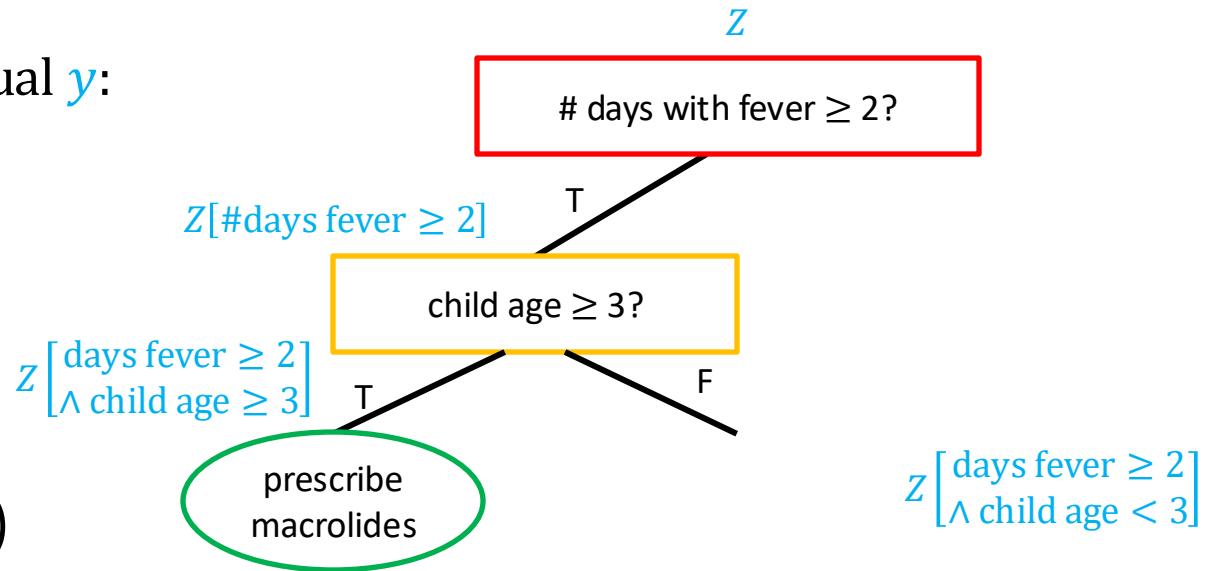 Z
ual y:
# days with fever ≥ 2?
T
Z[#days fever ≥ 2]
child age ≥ 3?
Z[days fever ≥ 2
∧ child age ≥ 3]
T
F
prescribe
macrolides
Z[days fever ≥ 2
∧ child age < 3]
)